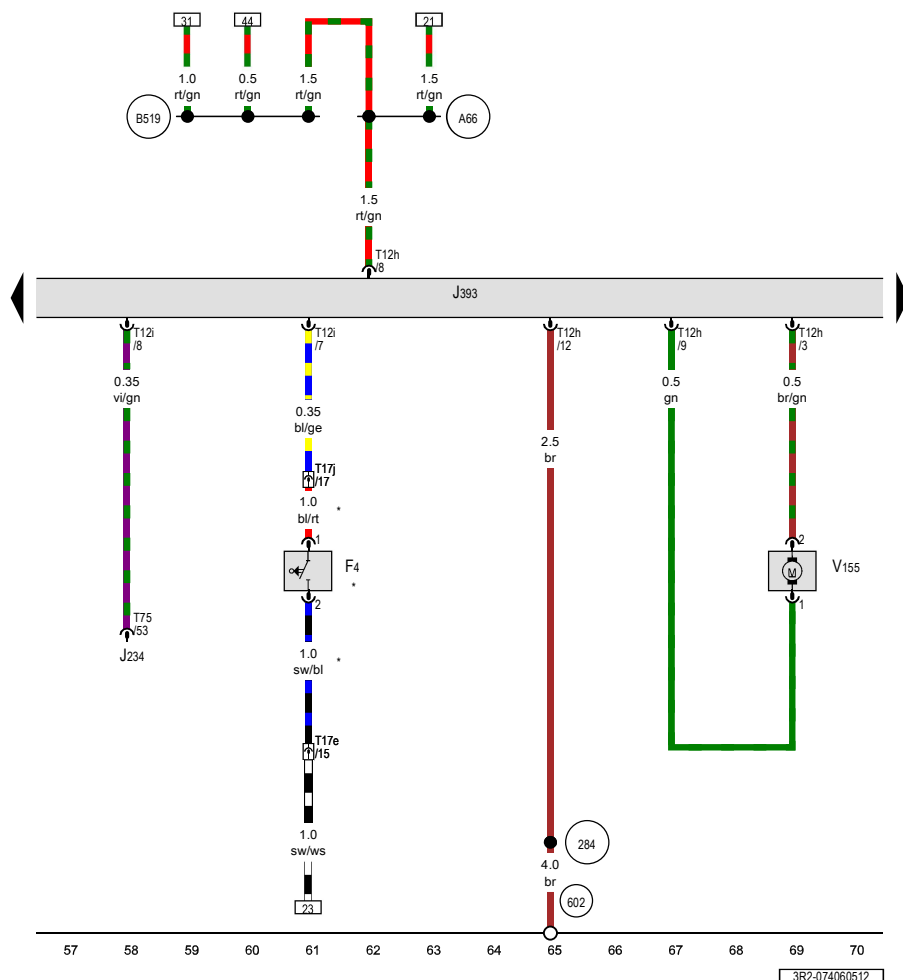 31 44 21
1.0 0.5 1.5 1.5
rt/gn rt/gn rt/gn rt/gn
B519 A66
1.5
rt/gn
T12h
/8
J393
T12i T12i T12h T12h T12h
/8 /7 /12 /9 /3
0.35 0.5 0.5
vi/gn gn br/gn
0.35
bl/ge
2.5
br
T17j
/17
1.0
bl/rt *
1 2
F4 V155
M
*
2 1
T75
/53
J234
1.0
sw/bl *
T17e
/15
1.0
sw/ws
284
4.0
br
602
23
57 58 59 60 61 62 63 64 65 66 67 68 69 70
3R2-074060512